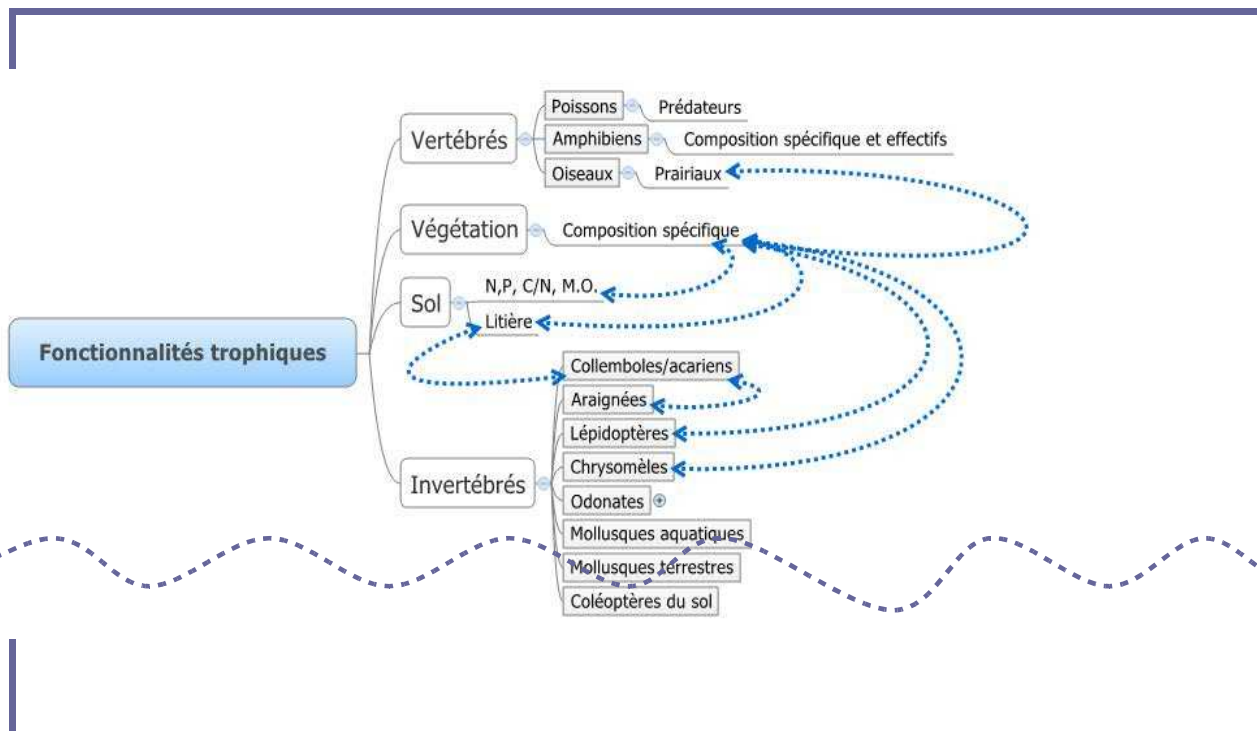 Fonctionnalités trophiques
Vertébrés
Poissons
Prédateurs
Amphibiens
Composition spécifique et effectifs
Oiseaux
Prairiaux
Végétation
Composition spécifique
Sol
N,P, C/N, M.O.
Litière
Invertébrés
Collemboles/acariens
Araignées
Lépidoptères
Chrysomèles
Odonates
Mollusques aquatiques
Mollusques terrestres
Coléoptères du sol